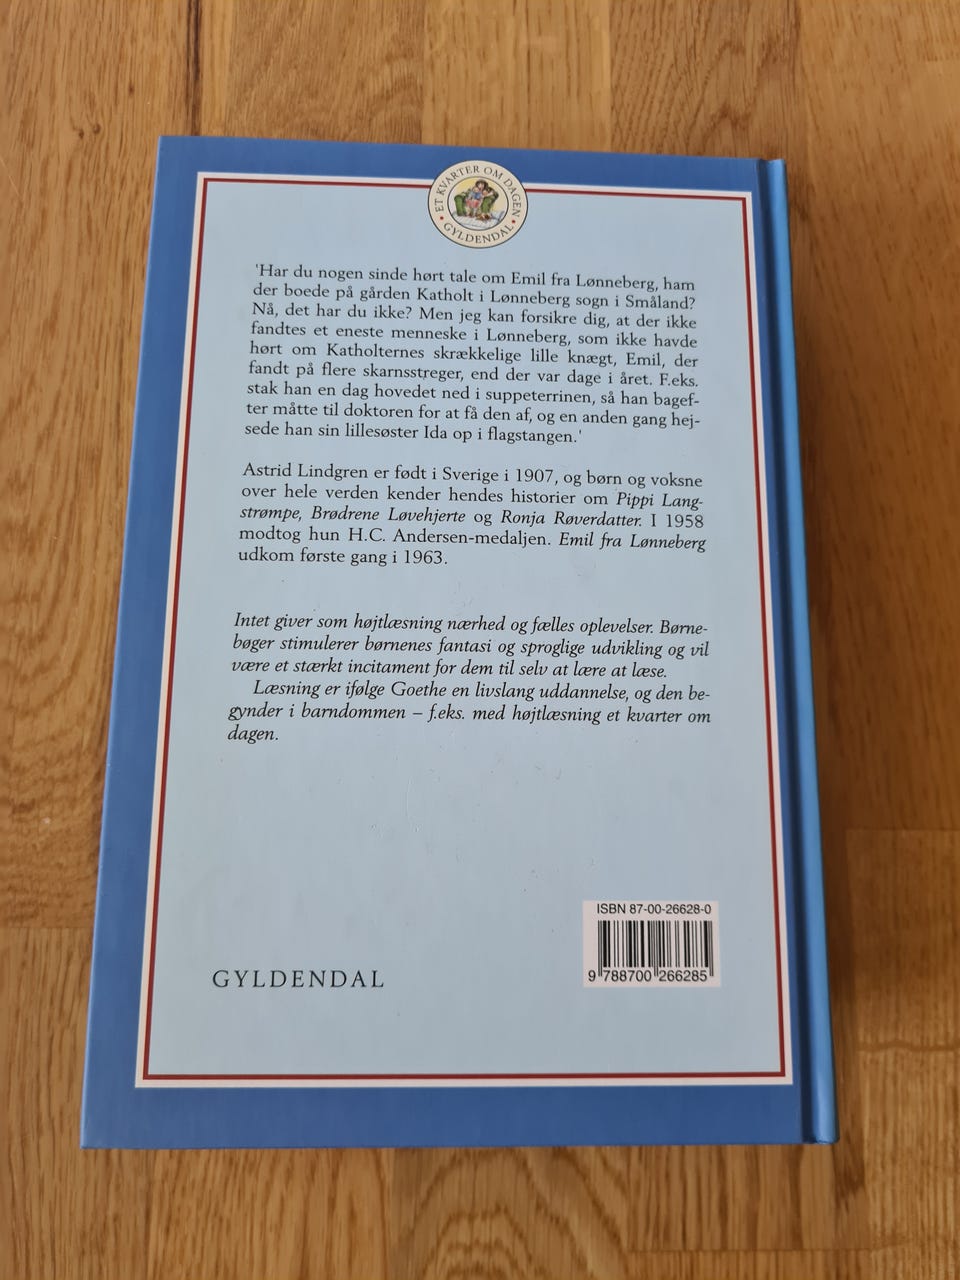 ET KVARTER OM DAGEN
• GYLDENDAL •
'Har du nogen sinde hørt tale om Emil fra Lønneberg, ham
der boede på gården Katholt i Lønneberg sogn i Småland?
Nå, det har du ikke? Men jeg kan forsikre dig, at der ikke
fandtes et eneste menneske i Lønneberg, som ikke havde
hørt om Katholternes skrækkelige lille knægt, Emil, der
fandt på flere skarnsstreger, end der var dage i året. F.eks.
stak han en dag hovedet ned i suppeterrinen, så han bagef-
ter måtte til doktoren for at få den af, og en anden gang hej-
sede han sin lillesøster Ida op i flagstangen.'
Astrid Lindgren er født i Sverige i 1907, og børn og voksne
over hele verden kender hendes historier om Pippi Lang-
strømpe, Brødrene Løvehjerte og Ronja Røverdatter. I 1958
modtog hun H.C. Andersen-medaljen. Emil fra Lønneberg
udkom første gang i 1963.
Intet giver som højtlæsning nærhed og fælles oplevelser. Børne-
bøger stimulerer børnenes fantasi og sproglige udvikling og vil
være et stærkt incitament for dem til selv at lære at læse.
Læsning er ifølge Goethe en livslang uddannelse, og den be-
gynder i barndommen – f.eks. med højtlæsning et kvarter om
dagen.
ISBN 87-00-26628-0
9 788700 266285
GYLDENDAL